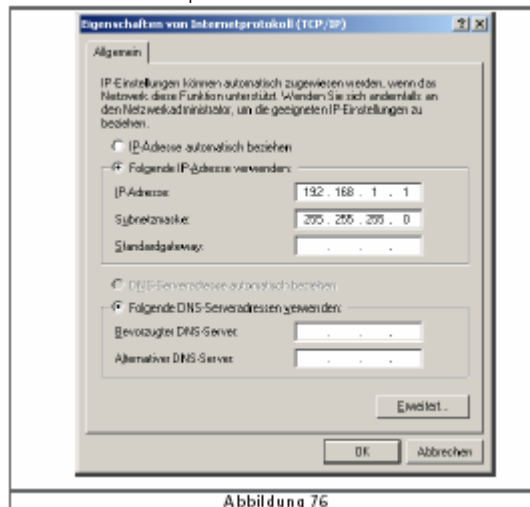 Eigenschaften von Internetprotokoll (TCP/IP)
Allgemein
IP-Einstellungen können automatisch zugewiesen werden, wenn das
Netzwerk diese Funktion unterstützt. Wenden Sie sich andernfalls an
den Netzwerkadministrator, um die geeigneten IP-Einstellungen zu
beziehen.
IP-Adresse automatisch beziehen
Folgende IP-Adresse verwenden:
IP-Adresse: 192 . 168 . 1 . 1
Subnetzmaske: 255 . 255 . 255 . 0
Standardgateway: . . .
DNS-Serveradresse automatisch beziehen
Folgende DNS-Serveradressen verwenden:
Bevorzugter DNS-Server: . . .
Alternativer DNS-Server: . . .
Erweitert...
OK Abbrechen
Abbildung 76